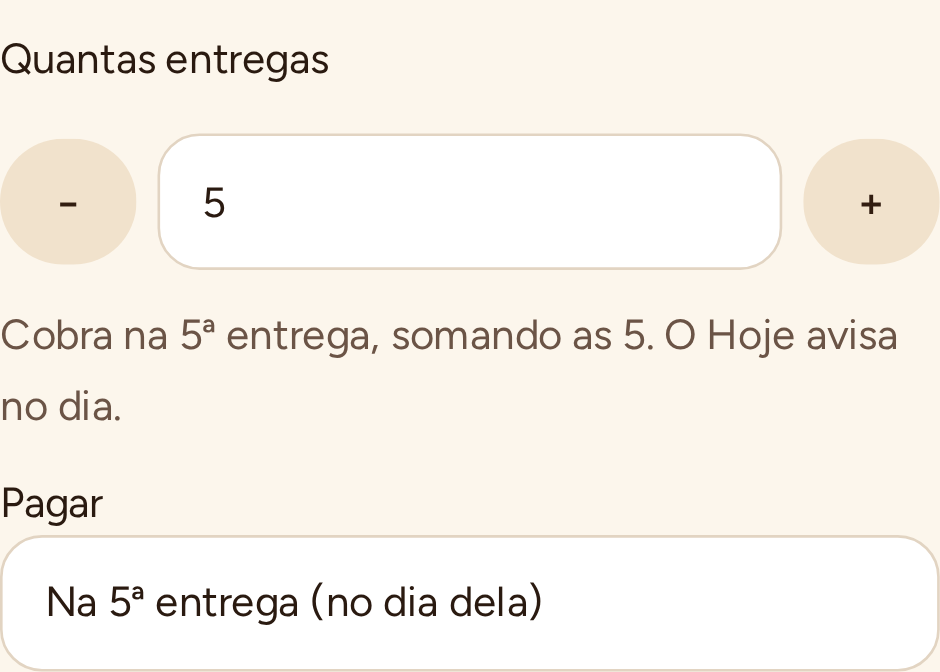 Quantas entregas
–
5
+
Cobra na 5ª entrega, somando as 5. O Hoje avisa
no dia.
Pagar
Na 5ª entrega (no dia dela)